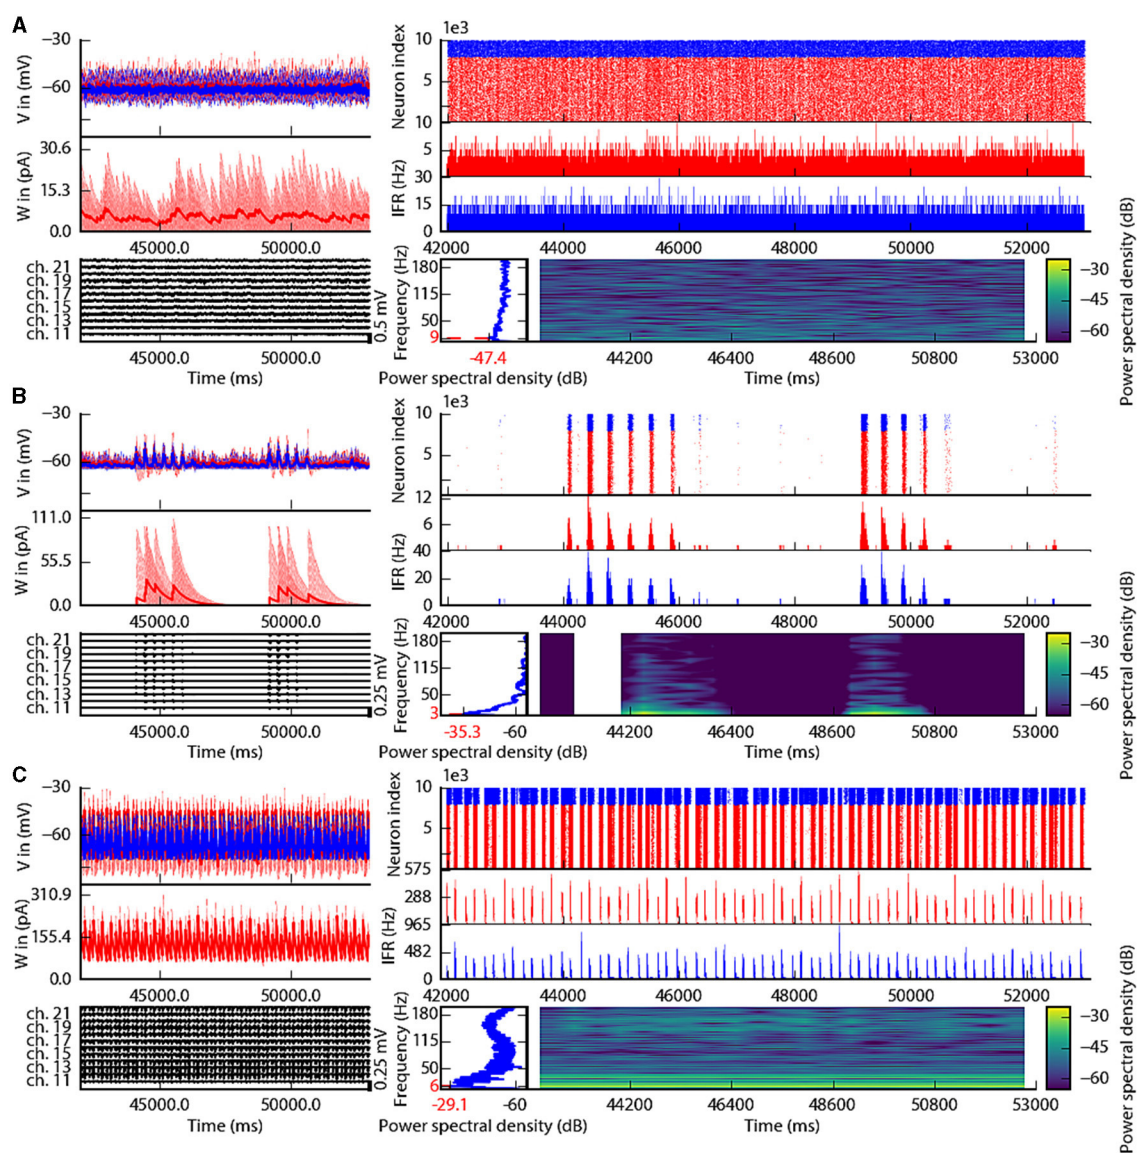 A
V in (mV)
−30
−60
W in (pA)
30.6
15.3
0.0
45000.0 50000.0
1e3
Neuron index
10
5
10
5
30
IFR (Hz)
15
0
42000 44000 46000 48000 50000 52000
ch. 21
ch. 19
ch. 17
ch. 15
ch. 13
ch. 11
0.5 mV
45000.0 50000.0
Time (ms)
Frequency (Hz)
180
115
50
9
-47.4
Power spectral density (dB)
44200 46400 48600 50800 53000
Time (ms)
−30
−45
−60
Power spectral density (dB)
B
V in (mV)
−30
−60
W in (pA)
111.0
55.5
0.0
45000.0 50000.0
1e3
Neuron index
10
5
12
6
40
IFR (Hz)
20
0
42000 44000 46000 48000 50000 52000
ch. 21
ch. 19
ch. 17
ch. 15
ch. 13
ch. 11
0.25 mV
45000.0 50000.0
Time (ms)
Frequency (Hz)
180
115
50
3
-35.3 -60
Power spectral density (dB)
44200 46400 48600 50800 53000
Time (ms)
−30
−45
−60
Power spectral density (dB)
C
V in (mV)
−30
−60
W in (pA)
310.9
155.4
0.0
45000.0 50000.0
1e3
Neuron index
10
5
575
288
965
IFR (Hz)
482
0
42000 44000 46000 48000 50000 52000
ch. 21
ch. 19
ch. 17
ch. 15
ch. 13
ch. 11
0.25 mV
45000.0 50000.0
Time (ms)
Frequency (Hz)
180
115
50
6
-29.1 -60
Power spectral density (dB)
44200 46400 48600 50800 53000
Time (ms)
−30
−45
−60
Power spectral density (dB)